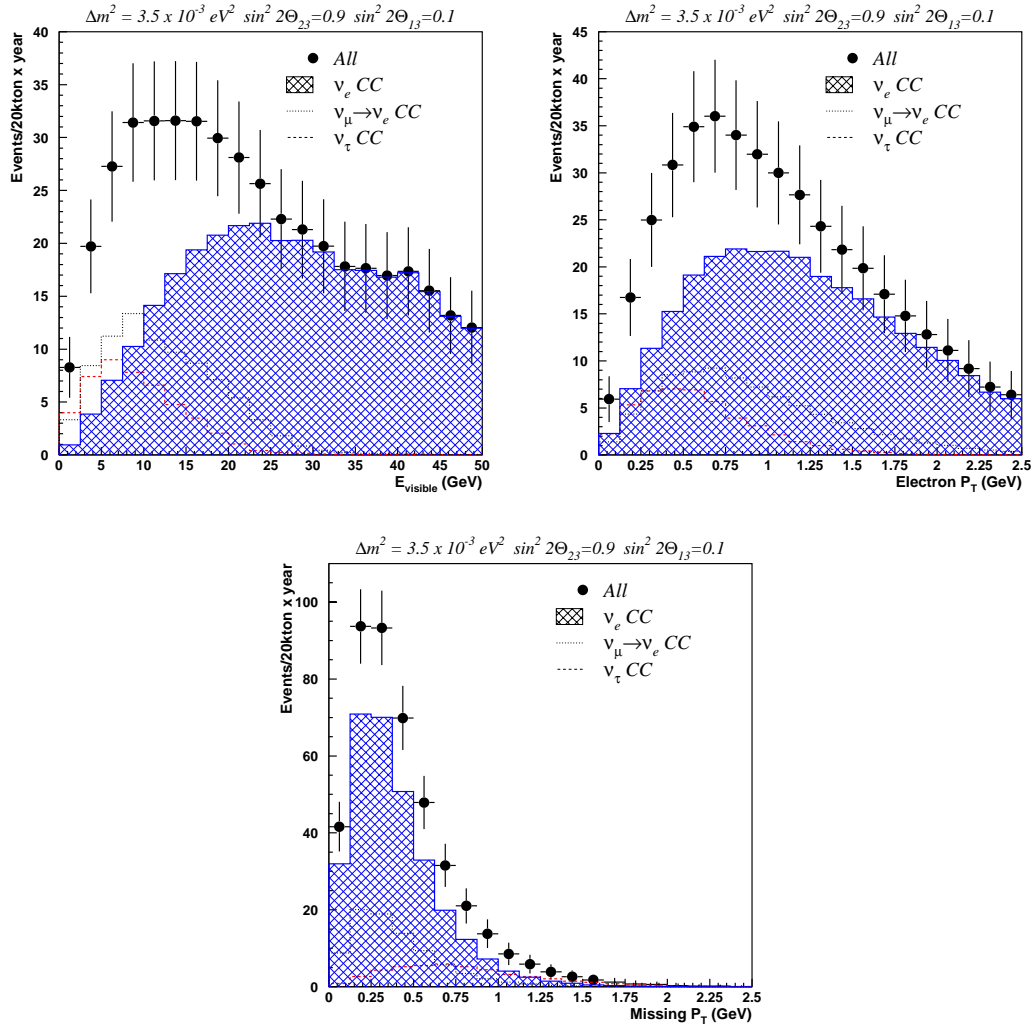 Δm² = 3.5 x 10⁻³ eV² sin² 2Θ₂₃=0.9 sin² 2Θ₁₃=0.1
Events/20kton x year
40
35
30
25
20
15
10
5
0
All
νₑ CC
ν_μ→νₑ CC
ν_τ CC
0 5 10 15 20 25 30 35 40 45 50
E_visible (GeV)
Δm² = 3.5 x 10⁻³ eV² sin² 2Θ₂₃=0.9 sin² 2Θ₁₃=0.1
Events/20kton x year
45
40
35
30
25
20
15
10
5
0
All
νₑ CC
ν_μ→νₑ CC
ν_τ CC
0 0.25 0.5 0.75 1 1.25 1.5 1.75 2 2.25 2.5
Electron P_T (GeV)
Δm² = 3.5 x 10⁻³ eV² sin² 2Θ₂₃=0.9 sin² 2Θ₁₃=0.1
Events/20kton x year
100
80
60
40
20
0
All
νₑ CC
ν_μ→νₑ CC
ν_τ CC
0 0.25 0.5 0.75 1 1.25 1.5 1.75 2 2.25 2.5
Missing P_T (GeV)